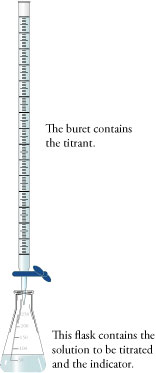 The buret contains
the titrant.
This flask contains the
solution to be titrated
and the indicator.